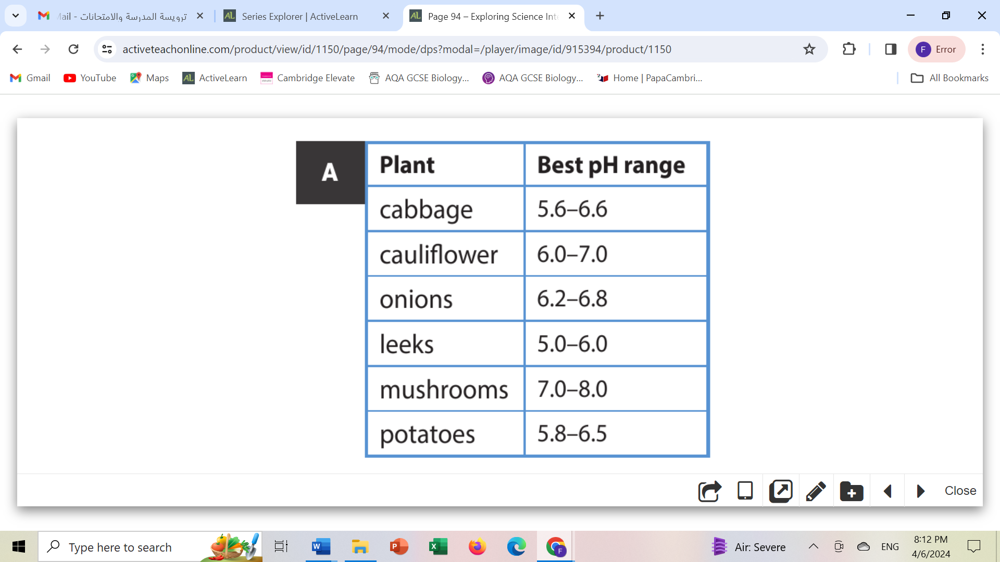 ترويسة المدرسة والامتحانات - Mail
Series Explorer | ActiveLearn
Page 94 – Exploring Science Inte
activeteachonline.com/product/view/id/1150/page/94/mode/dps?modal=/player/image/id/915394/product/1150
F Error
Gmail YouTube Maps AL ActiveLearn Cambridge Elevate AQA GCSE Biology... AQA GCSE Biology... Home | PapaCambri... All Bookmarks
A
Plant Best pH range
cabbage 5.6–6.6
cauliflower 6.0–7.0
onions 6.2–6.8
leeks 5.0–6.0
mushrooms 7.0–8.0
potatoes 5.8–6.5
Close
Type here to search
Air: Severe
ENG
8:12 PM
4/6/2024